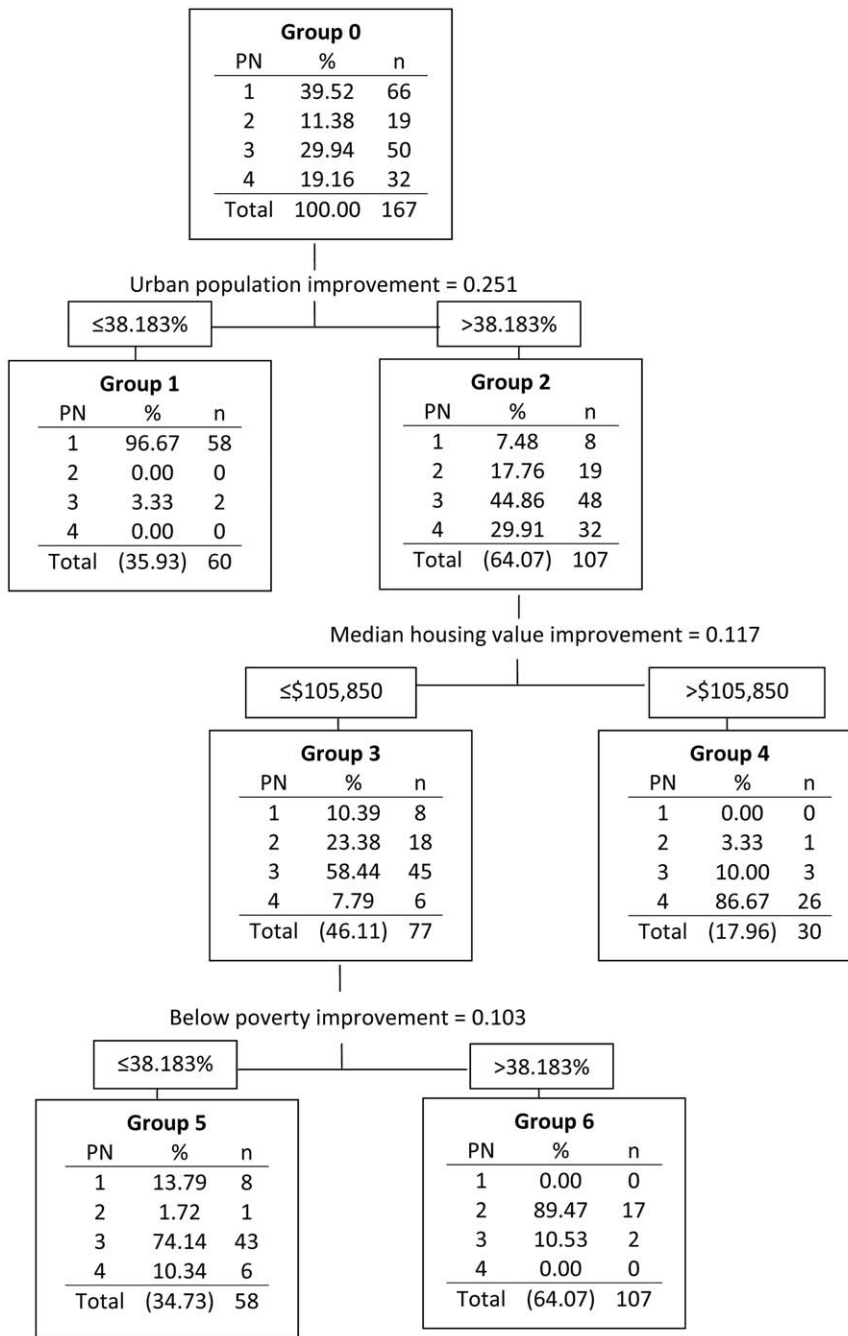 Group 0
PN % n
1 39.52 66
2 11.38 19
3 29.94 50
4 19.16 32
Total 100.00 167
Urban population improvement = 0.251
≤38.183%
>38.183%
Group 1
PN % n
1 96.67 58
2 0.00 0
3 3.33 2
4 0.00 0
Total (35.93) 60
Group 2
PN % n
1 7.48 8
2 17.76 19
3 44.86 48
4 29.91 32
Total (64.07) 107
Median housing value improvement = 0.117
≤$105,850
>$105,850
Group 3
PN % n
1 10.39 8
2 23.38 18
3 58.44 45
4 7.79 6
Total (46.11) 77
Group 4
PN % n
1 0.00 0
2 3.33 1
3 10.00 3
4 86.67 26
Total (17.96) 30
Below poverty improvement = 0.103
≤38.183%
>38.183%
Group 5
PN % n
1 13.79 8
2 1.72 1
3 74.14 43
4 10.34 6
Total (34.73) 58
Group 6
PN % n
1 0.00 0
2 89.47 17
3 10.53 2
4 0.00 0
Total (64.07) 107